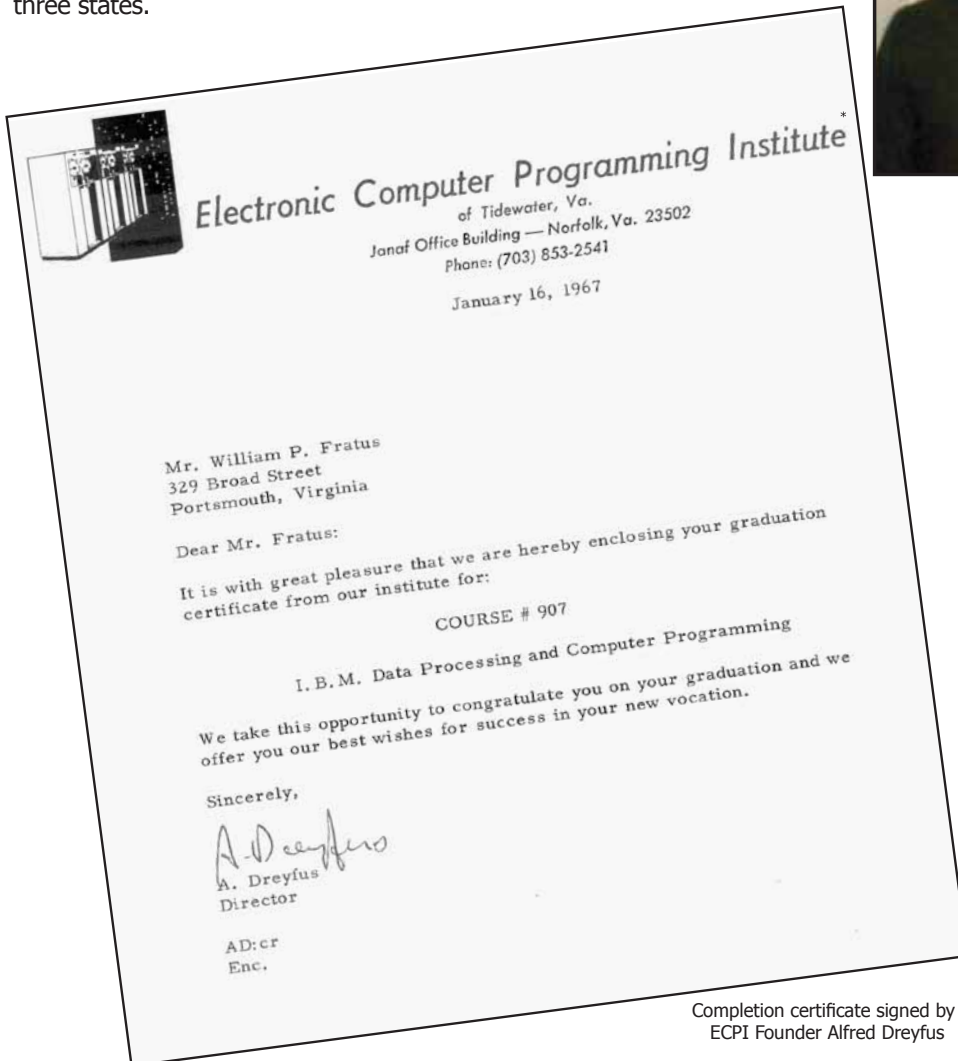 three states.
Electronic Computer Programming Institute*
of Tidewater, Va.
Janaf Office Building — Norfolk, Va. 23502
Phone: (703) 853-2541
January 16, 1967
Mr. William P. Fratus
329 Broad Street
Portsmouth, Virginia
Dear Mr. Fratus:
It is with great pleasure that we are hereby enclosing your graduation
certificate from our institute for:
COURSE # 907
I. B. M. Data Processing and Computer Programming
We take this opportunity to congratulate you on your graduation and we
offer you our best wishes for success in your new vocation.
Sincerely,
A. Dreyfus
A. Dreyfus
Director
AD:cr
Enc.
Completion certificate signed by
ECPI Founder Alfred Dreyfus